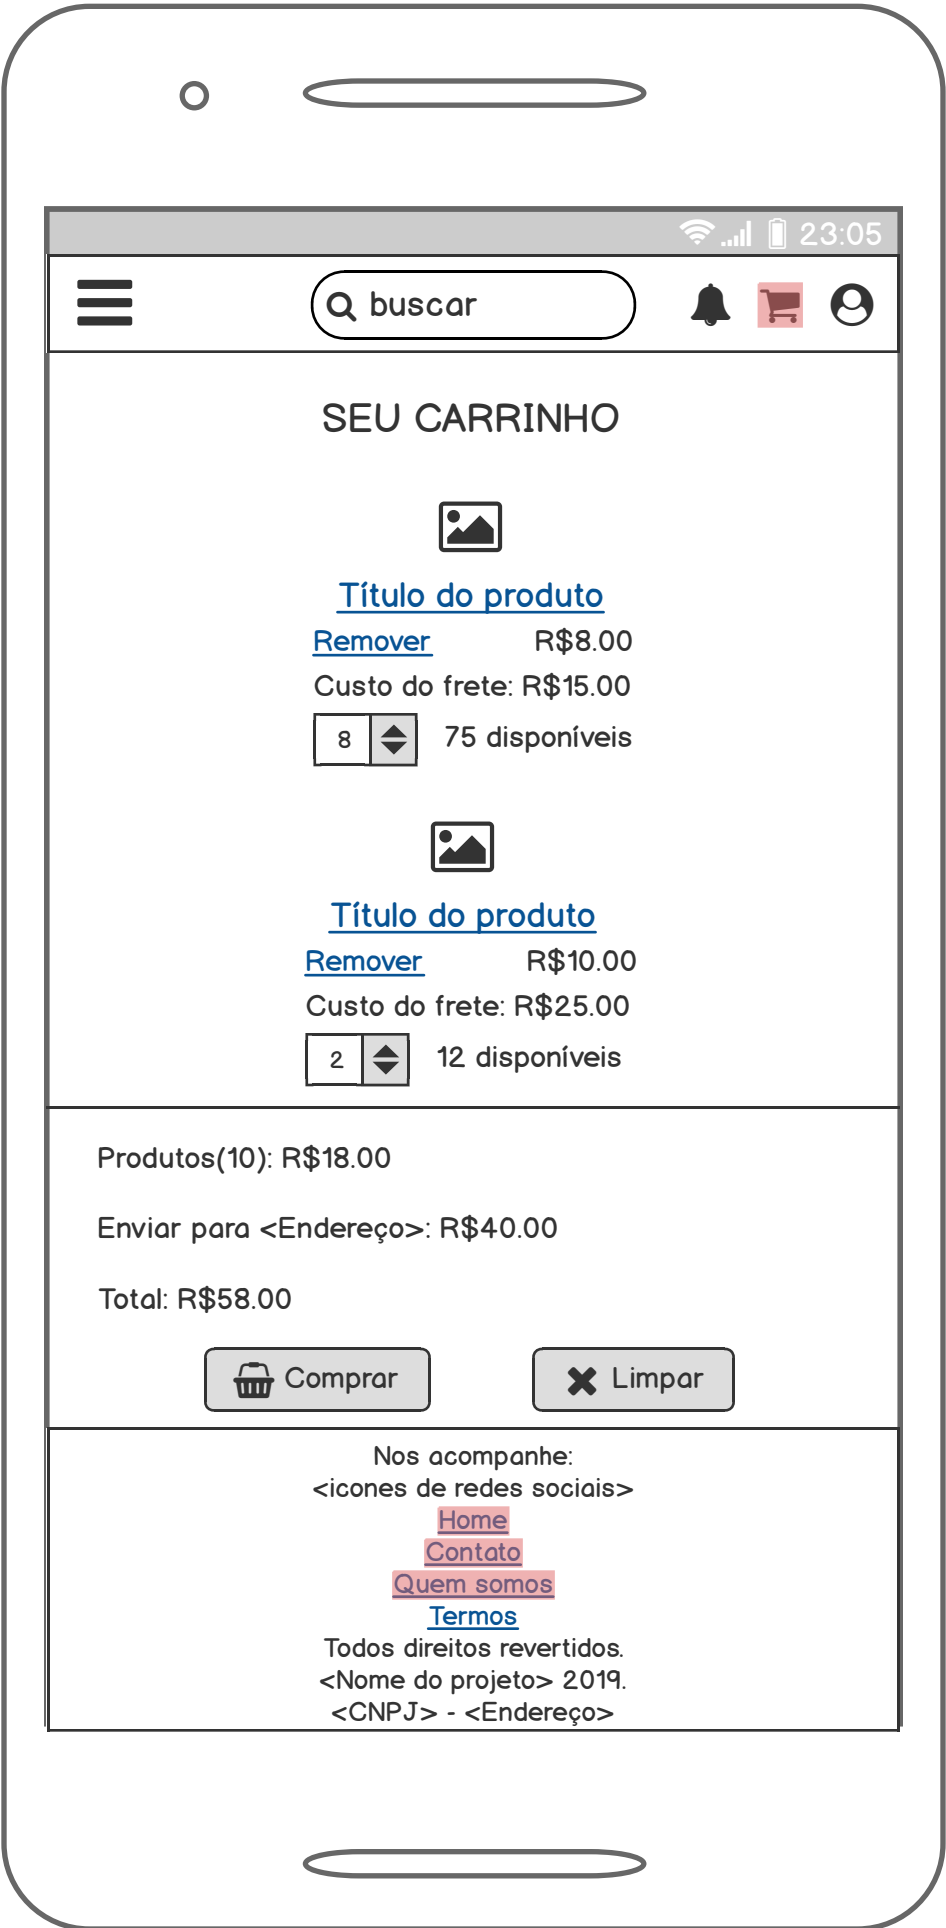 23:05
buscar
SEU CARRINHO
Título do produto
Remover R$8.00
Custo do frete: R$15.00
8 75 disponíveis
Título do produto
Remover R$10.00
Custo do frete: R$25.00
2 12 disponíveis
Produtos(10): R$18.00
Enviar para <Endereço>: R$40.00
Total: R$58.00
Comprar Limpar
Nos acompanhe:
<icones de redes sociais>
Home
Contato
Quem somos
Termos
Todos direitos revertidos.
<Nome do projeto> 2019.
<CNPJ> - <Endereço>